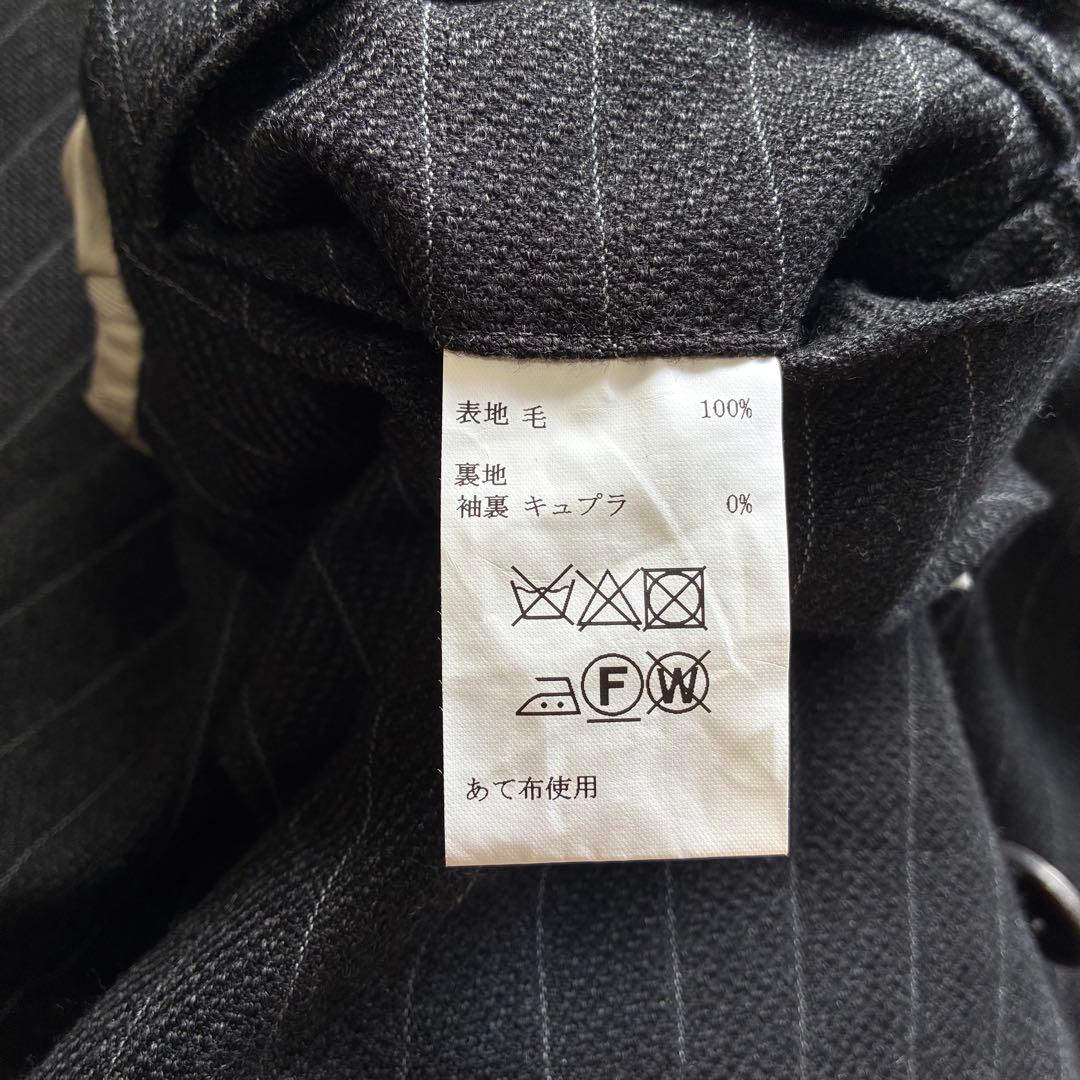 表地 毛 100%
裏地
袖裏 キュプラ 0%
F W
あて布使用